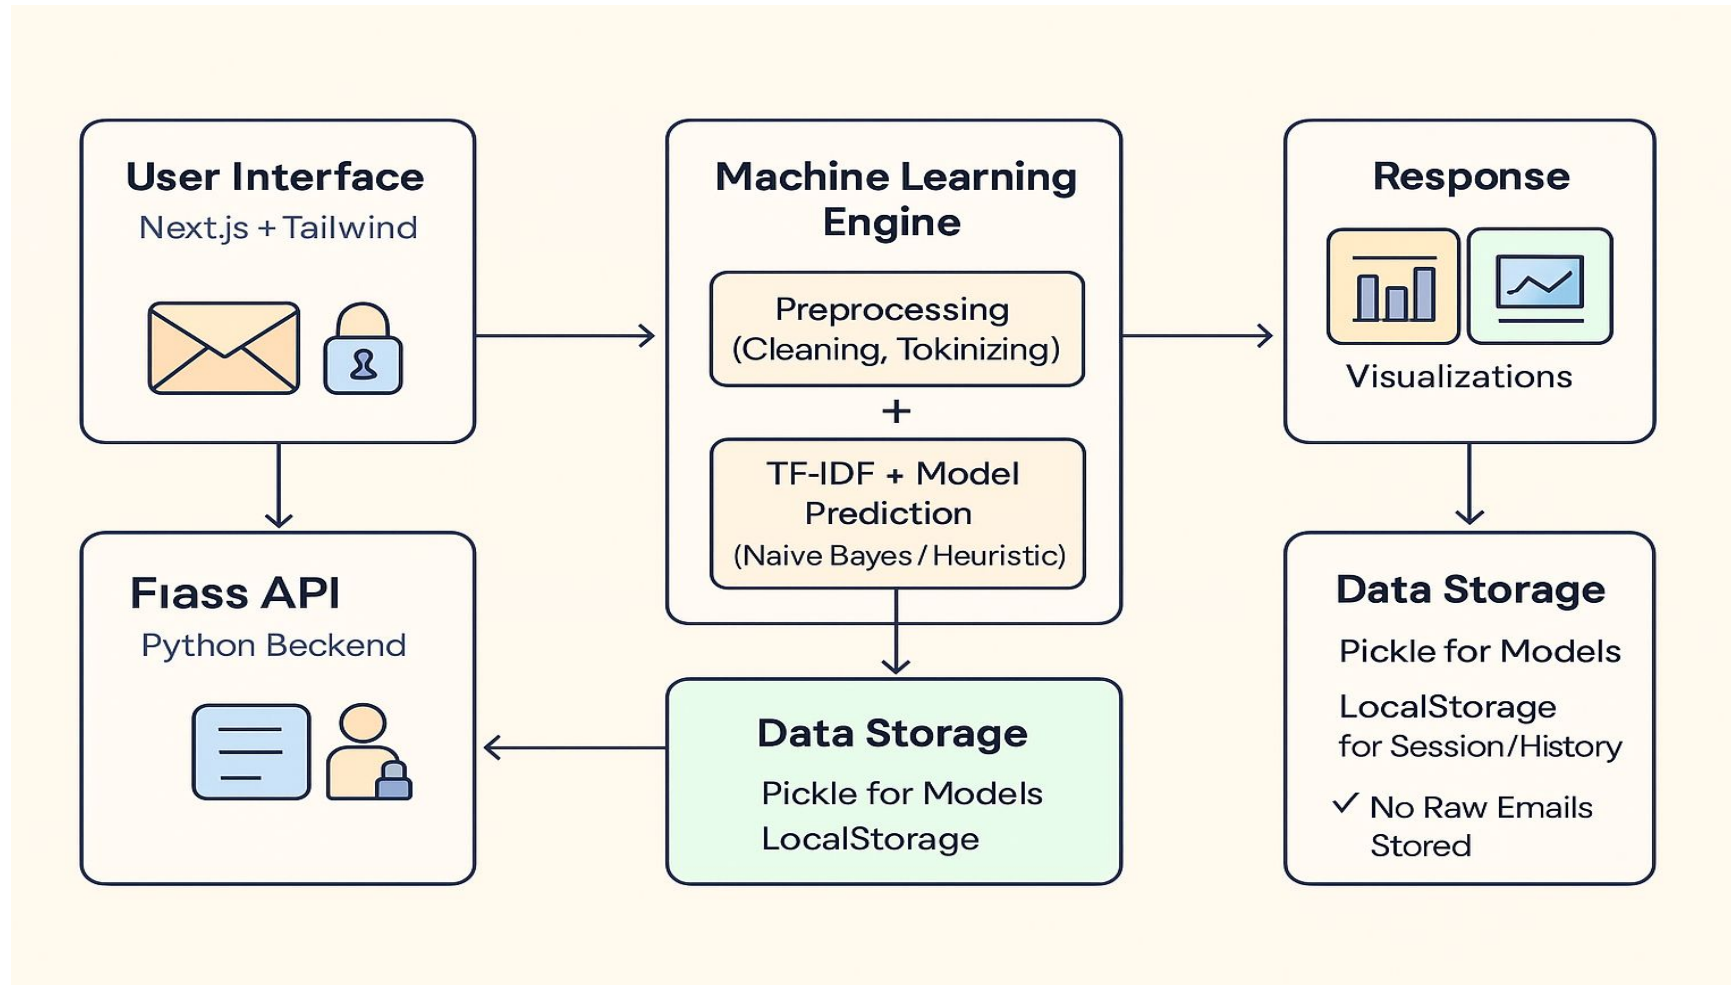 User Interface
Next.js + Tailwind
Machine Learning
Engine
Preprocessing
(Cleaning, Tokinizing)
+
TF-IDF + Model
Prediction
(Naive Bayes / Heuristic)
Response
Visualizations
Fıass API
Python Beckend
Data Storage
Pickle for Models
LocalStorage
Data Storage
Pickle for Models
LocalStorage
for Session/History
✓ No Raw Emails
Stored